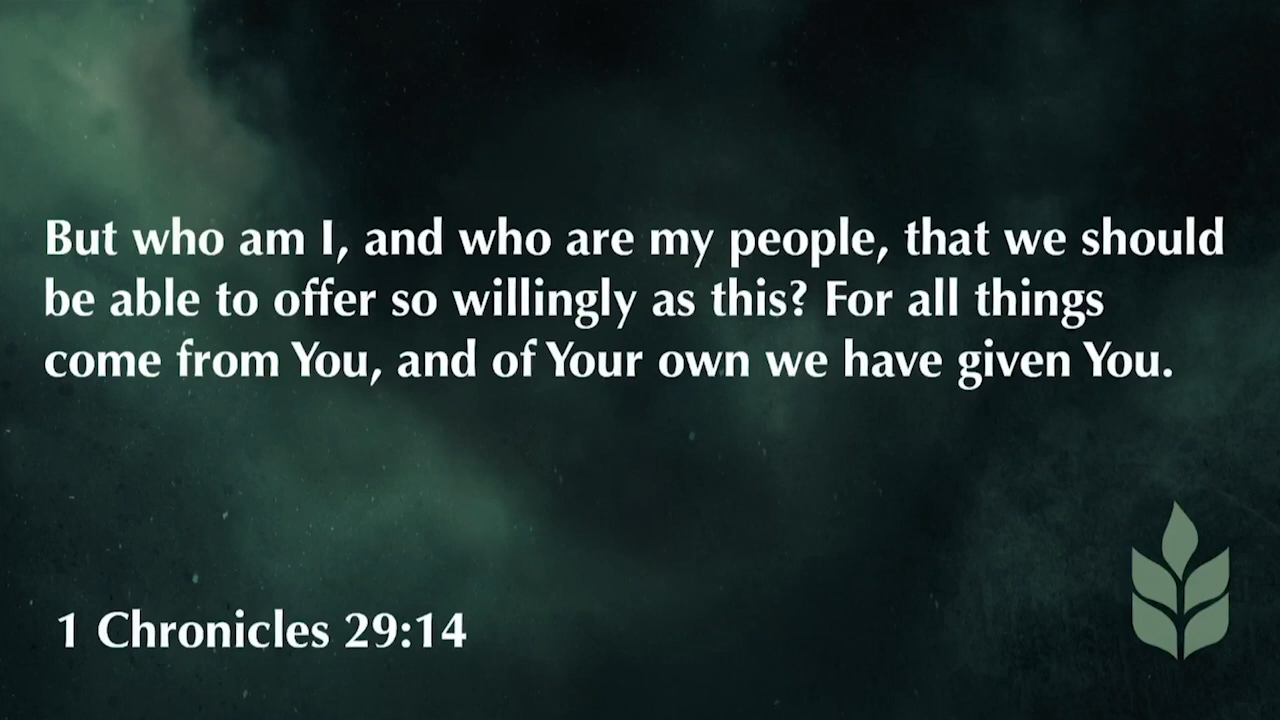 But who am I, and who are my people, that we should
be able to offer so willingly as this? For all things
come from You, and of Your own we have given You.
1 Chronicles 29:14